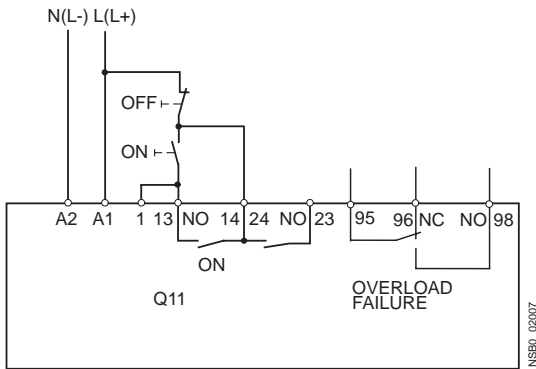 N(L-) L(L+)
OFF
ON
A2 A1 1 13 NO 14 24 NO 23 95 96 NC NO 98
ON
Q11
OVERLOAD
FAILURE
NSB0_02007